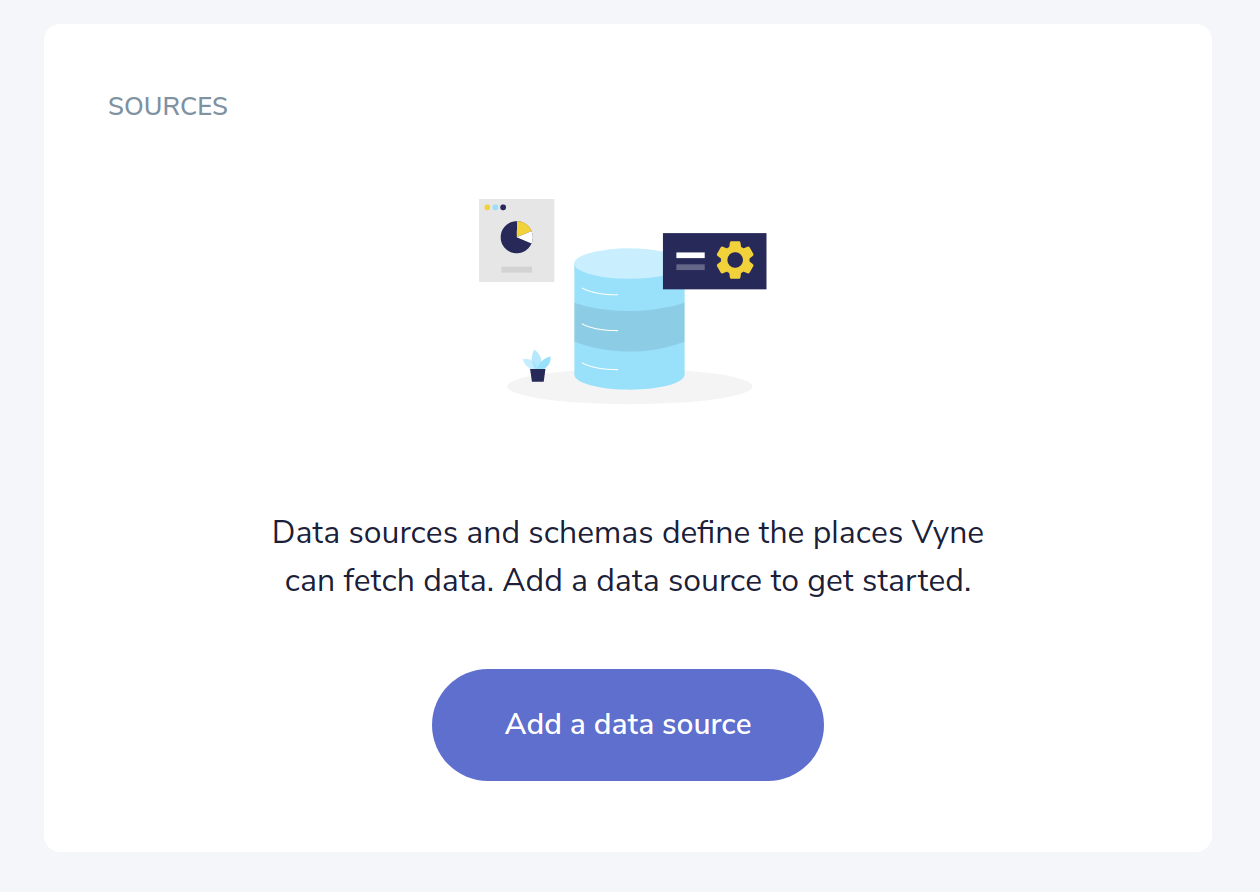 SOURCES
Data sources and schemas define the places Vyne
can fetch data. Add a data source to get started.
Add a data source